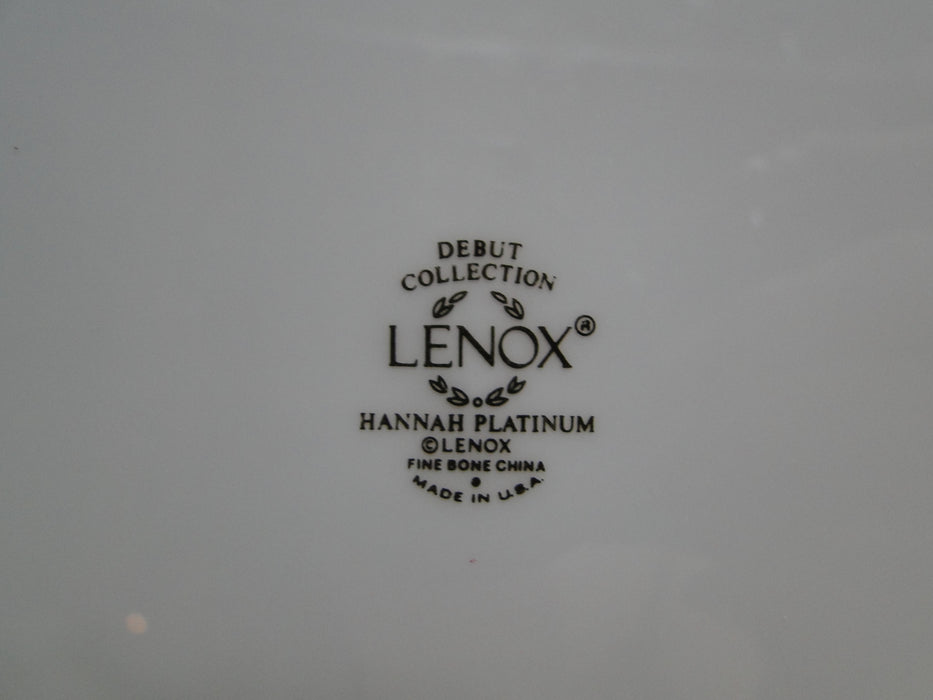 DEBUT
COLLECTION
LENOX®
HANNAH PLATINUM
©LENOX
FINE BONE CHINA
MADE IN U.S.A.